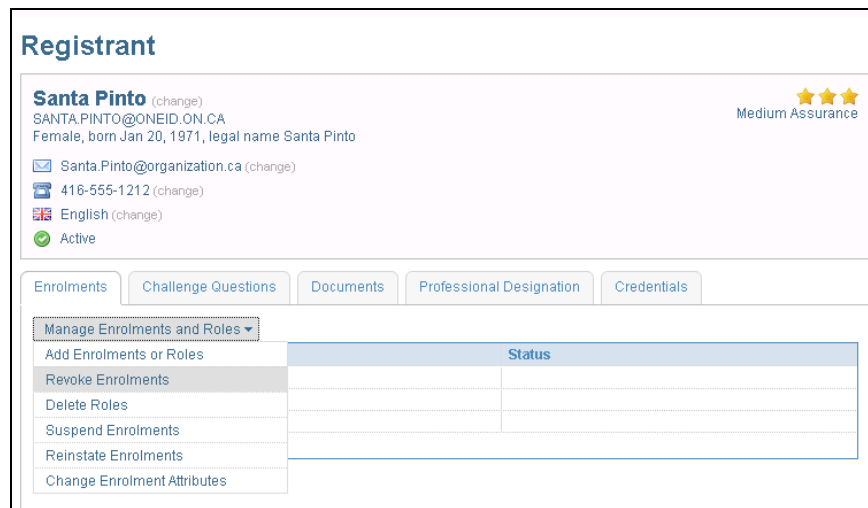 Registrant
Santa Pinto (change)
SANTA.PINTO@ONEID.ON.CA
Female, born Jan 20, 1971, legal name Santa Pinto
Medium Assurance
Santa.Pinto@organization.ca (change)
416-555-1212 (change)
English (change)
Active
Enrolments Challenge Questions Documents Professional Designation Credentials
Manage Enrolments and Roles
Add Enrolments or Roles Status
Revoke Enrolments
Delete Roles
Suspend Enrolments
Reinstate Enrolments
Change Enrolment Attributes